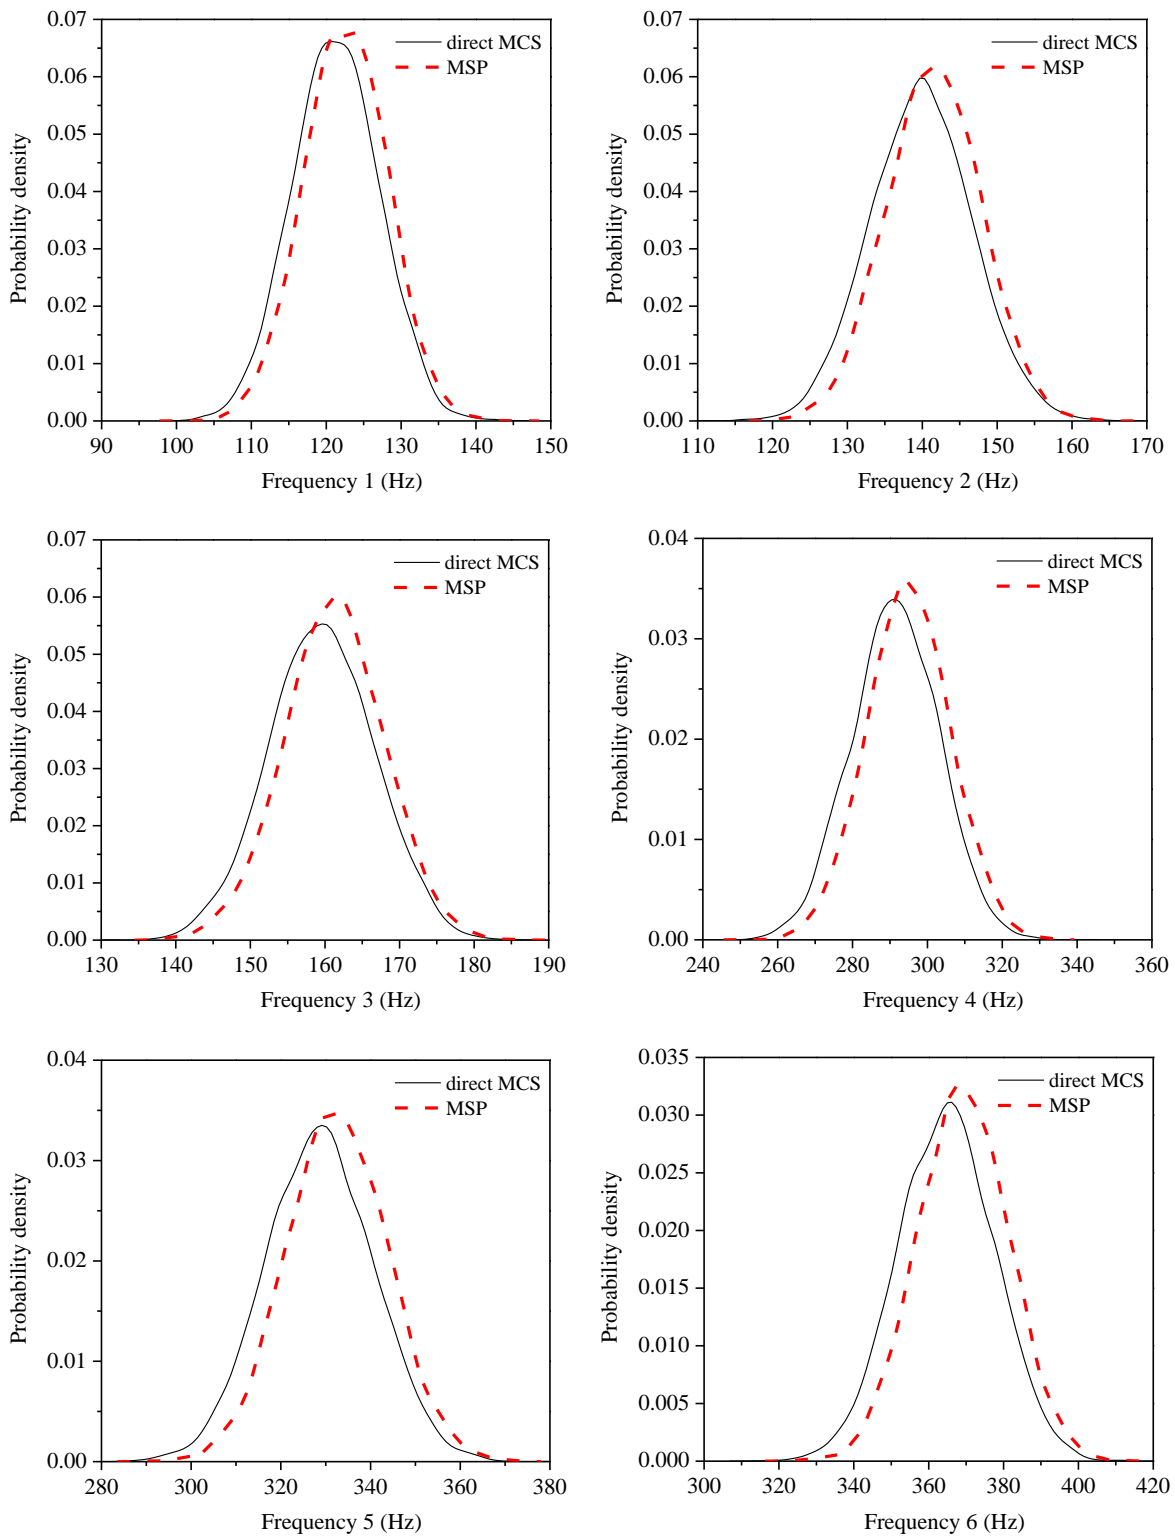 0.07
0.06
0.05
0.04
0.03
0.02
0.01
0.00
Probability density
direct MCS
MSP
90 100 110 120 130 140 150
Frequency 1 (Hz)
0.07
0.06
0.05
0.04
0.03
0.02
0.01
0.00
Probability density
direct MCS
MSP
110 120 130 140 150 160 170
Frequency 2 (Hz)
0.07
0.06
0.05
0.04
0.03
0.02
0.01
0.00
Probability density
direct MCS
MSP
130 140 150 160 170 180 190
Frequency 3 (Hz)
0.04
0.03
0.02
0.01
0.00
Probability density
direct MCS
MSP
240 260 280 300 320 340 360
Frequency 4 (Hz)
0.04
0.03
0.02
0.01
0.00
Probability density
direct MCS
MSP
280 300 320 340 360 380
Frequency 5 (Hz)
0.035
0.030
0.025
0.020
0.015
0.010
0.005
0.000
Probability density
direct MCS
MSP
300 320 340 360 380 400 420
Frequency 6 (Hz)